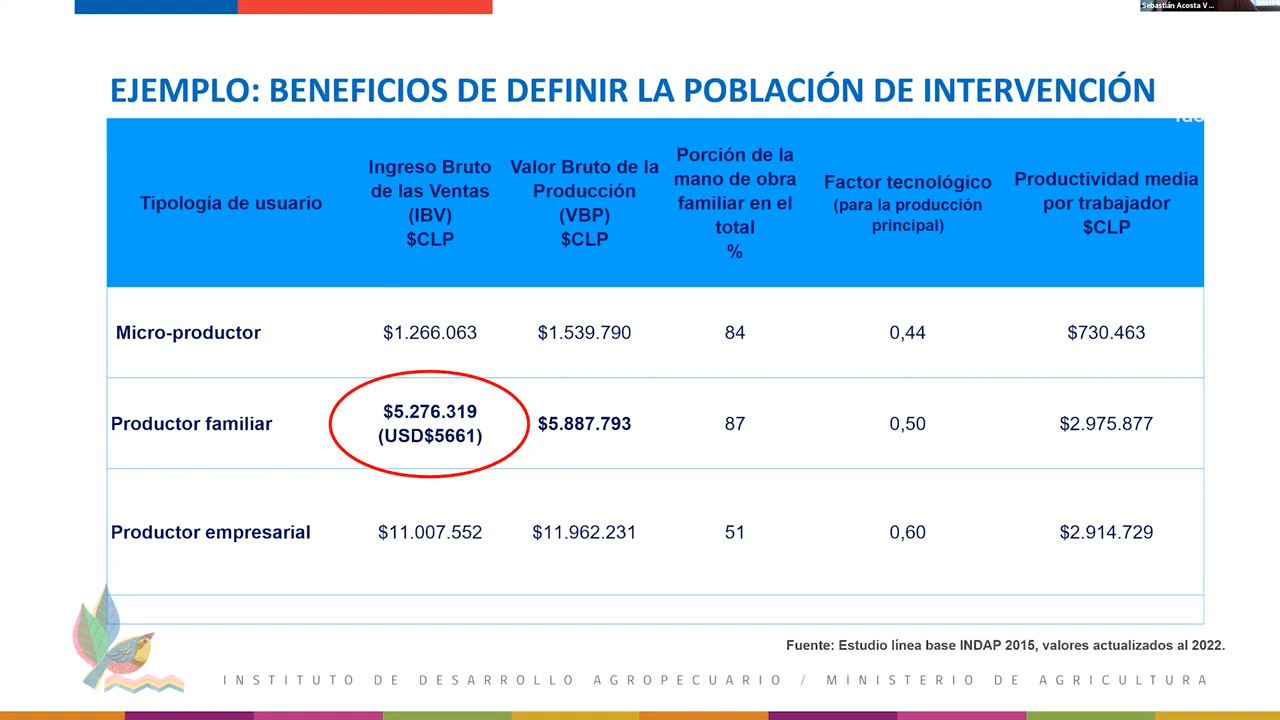 Sebastián Acosta V...
EJEMPLO: BENEFICIOS DE DEFINIR LA POBLACIÓN DE INTERVENCIÓN
Tipología de usuario
Ingreso Bruto
de las Ventas
(IBV)
$CLP
Valor Bruto de la
Producción
(VBP)
$CLP
Porción de la
mano de obra
familiar en el
total
%
Factor tecnológico
(para la producción
principal)
Productividad media
por trabajador
$CLP
Micro-productor
$1.266.063
$1.539.790
84
0,44
$730.463
Productor familiar
$5.276.319
(USD$5661)
$5.887.793
87
0,50
$2.975.877
Productor empresarial
$11.007.552
$11.962.231
51
0,60
$2.914.729
Fuente: Estudio línea base INDAP 2015, valores actualizados al 2022.
INSTITUTO DE DESARROLLO AGROPECUARIO / MINISTERIO DE AGRICULTURA